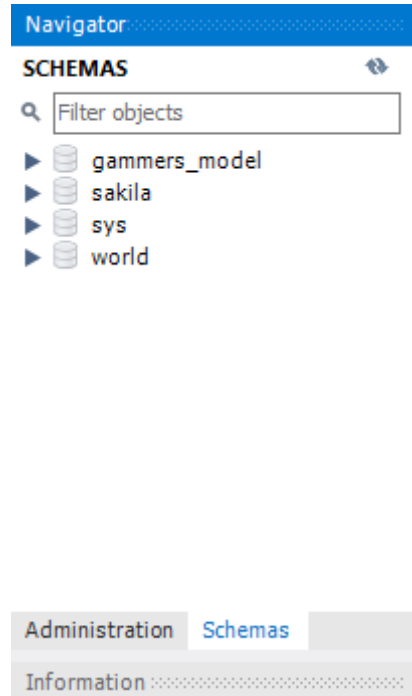 Navigator
SCHEMAS
Filter objects
gammers_model
sakila
sys
world
Administration Schemas
Information